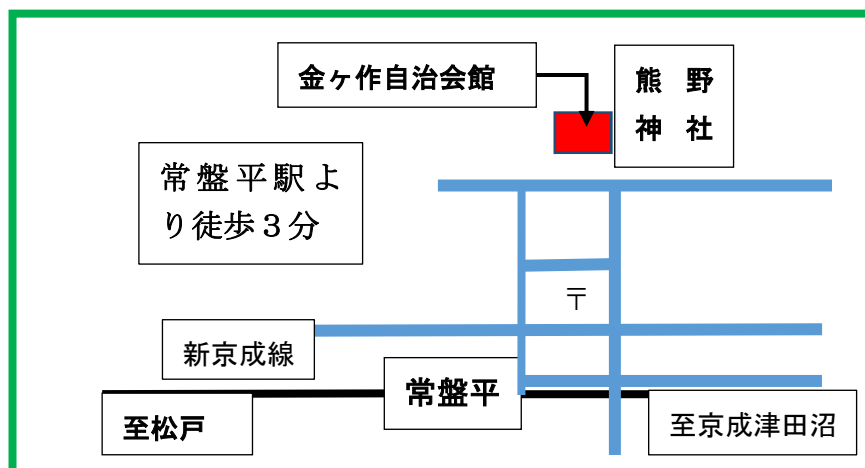 金ヶ作自治会館
熊 野
神 社
常盤平駅よ
り徒歩３分
〒
新京成線
常盤平
至松戸
至京成津田沼